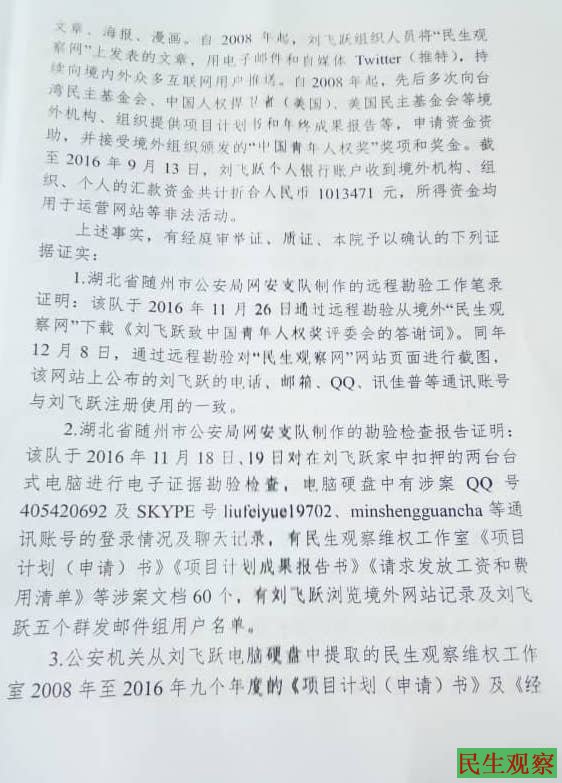 文章、海报、漫画。自 2008 年起，刘飞跃组织人员将“民生观
察网”上发表的文章，用电子邮件和自媒体 Twitter（推特），持
续向境内外众多互联网用户推送。自 2008 年起，先后多次向台
湾民主基金会、中国人权捍卫者（美国）、美国民主基金会等境
外机构、组织提供项目计划书和年终成果报告等，申请资金资
助，并接受境外组织颁发的“中国青年人权奖”奖项和奖金。截
至 2016 年 9 月 13 日，刘飞跃个人银行账户收到境外机构、组
织、个人的汇款资金共计折合人民币 1013471 元，所得资金均
用于运营网站等非法活动。
上述事实，有经庭审举证、质证、本院予以确认的下列证
据证实：
1.湖北省随州市公安局网安支队制作的远程勘验工作笔录
证明：该队于 2016 年 11 月 26 日通过远程勘验从境外“民生观
察网”下载《刘飞跃致中国青年人权奖评委会的答谢词》。同年
12 月 8 日，通过远程勘验对“民生观察网”网站页面进行截图，
该网站上公布的刘飞跃的电话、邮箱、QQ、讯佳普等通讯账号
与刘飞跃注册使用的一致。
2.湖北省随州市公安局网安支队制作的勘验检查报告证明：
该队于 2016 年 11 月 18 日、19 日对在刘飞跃家中扣押的两台台
式电脑进行电子证据勘验检查，电脑硬盘中有涉案 QQ 号
405420692 及 SKYPE 号 liufeiyue19702、minshengguancha 等通
讯账号的登录情况及聊天记录，有民生观察维权工作室《项目
计划（申请）书》《项目计划成果报告书》《请求发放工资和费
用清单》等涉案文档 60 个，有刘飞跃浏览境外网站记录及刘飞
跃五个群发邮件组用户名单。
3.公安机关从刘飞跃电脑硬盘中提取的民生观察维权工作
室 2008 年至 2016 年九个年度的《项目计划（申请）书》及《经
民生观察